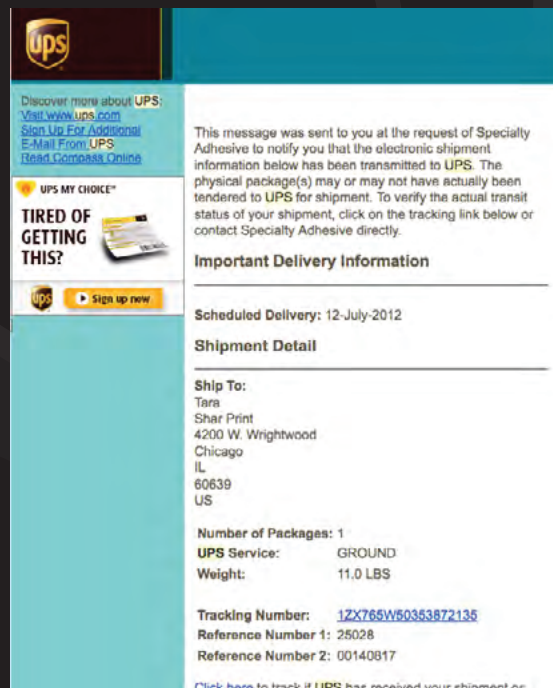 ups
Discover more about UPS:
Visit www.ups.com
Sign Up For Additional
E-Mail From UPS
Read Compass Online
UPS MY CHOICE™
TIRED OF
GETTING
THIS?
ups
Sign up now
This message was sent to you at the request of Specialty
Adhesive to notify you that the electronic shipment
information below has been transmitted to UPS. The
physical package(s) may or may not have actually been
tendered to UPS for shipment. To verify the actual transit
status of your shipment, click on the tracking link below or
contact Specialty Adhesive directly.
Important Delivery Information
Scheduled Delivery: 12-July-2012
Shipment Detail
Ship To:
Tara
Shar Print
4200 W. Wrightwood
Chicago
IL
60639
US
Number of Packages: 1
UPS Service: GROUND
Weight: 11.0 LBS
Tracking Number: 1ZX765W50353872135
Reference Number 1: 25028
Reference Number 2: 00140817
Click here to track if UPS has received your shipment or